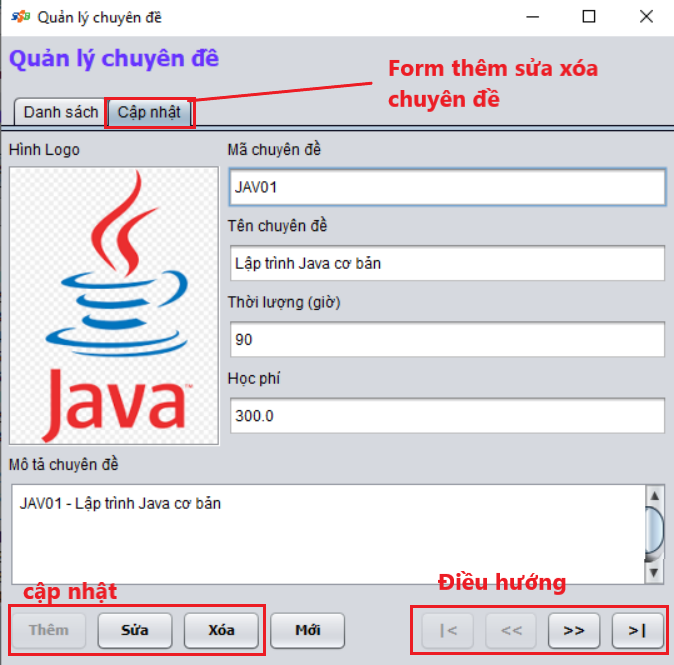 Quản lý chuyên đề
Quản lý chuyên đề
Form thêm sửa xóa
chuyên đề
Danh sách
Cập nhật
Hình Logo
Mã chuyên đề
JAV01
Tên chuyên đề
Lập trình Java cơ bản
Thời lượng (giờ)
90
Học phí
300.0
Java™
Mô tả chuyên đề
JAV01 - Lập trình Java cơ bản
cập nhật
Điều hướng
Thêm
Sửa
Xóa
Mới
|<
<<
>>
>|